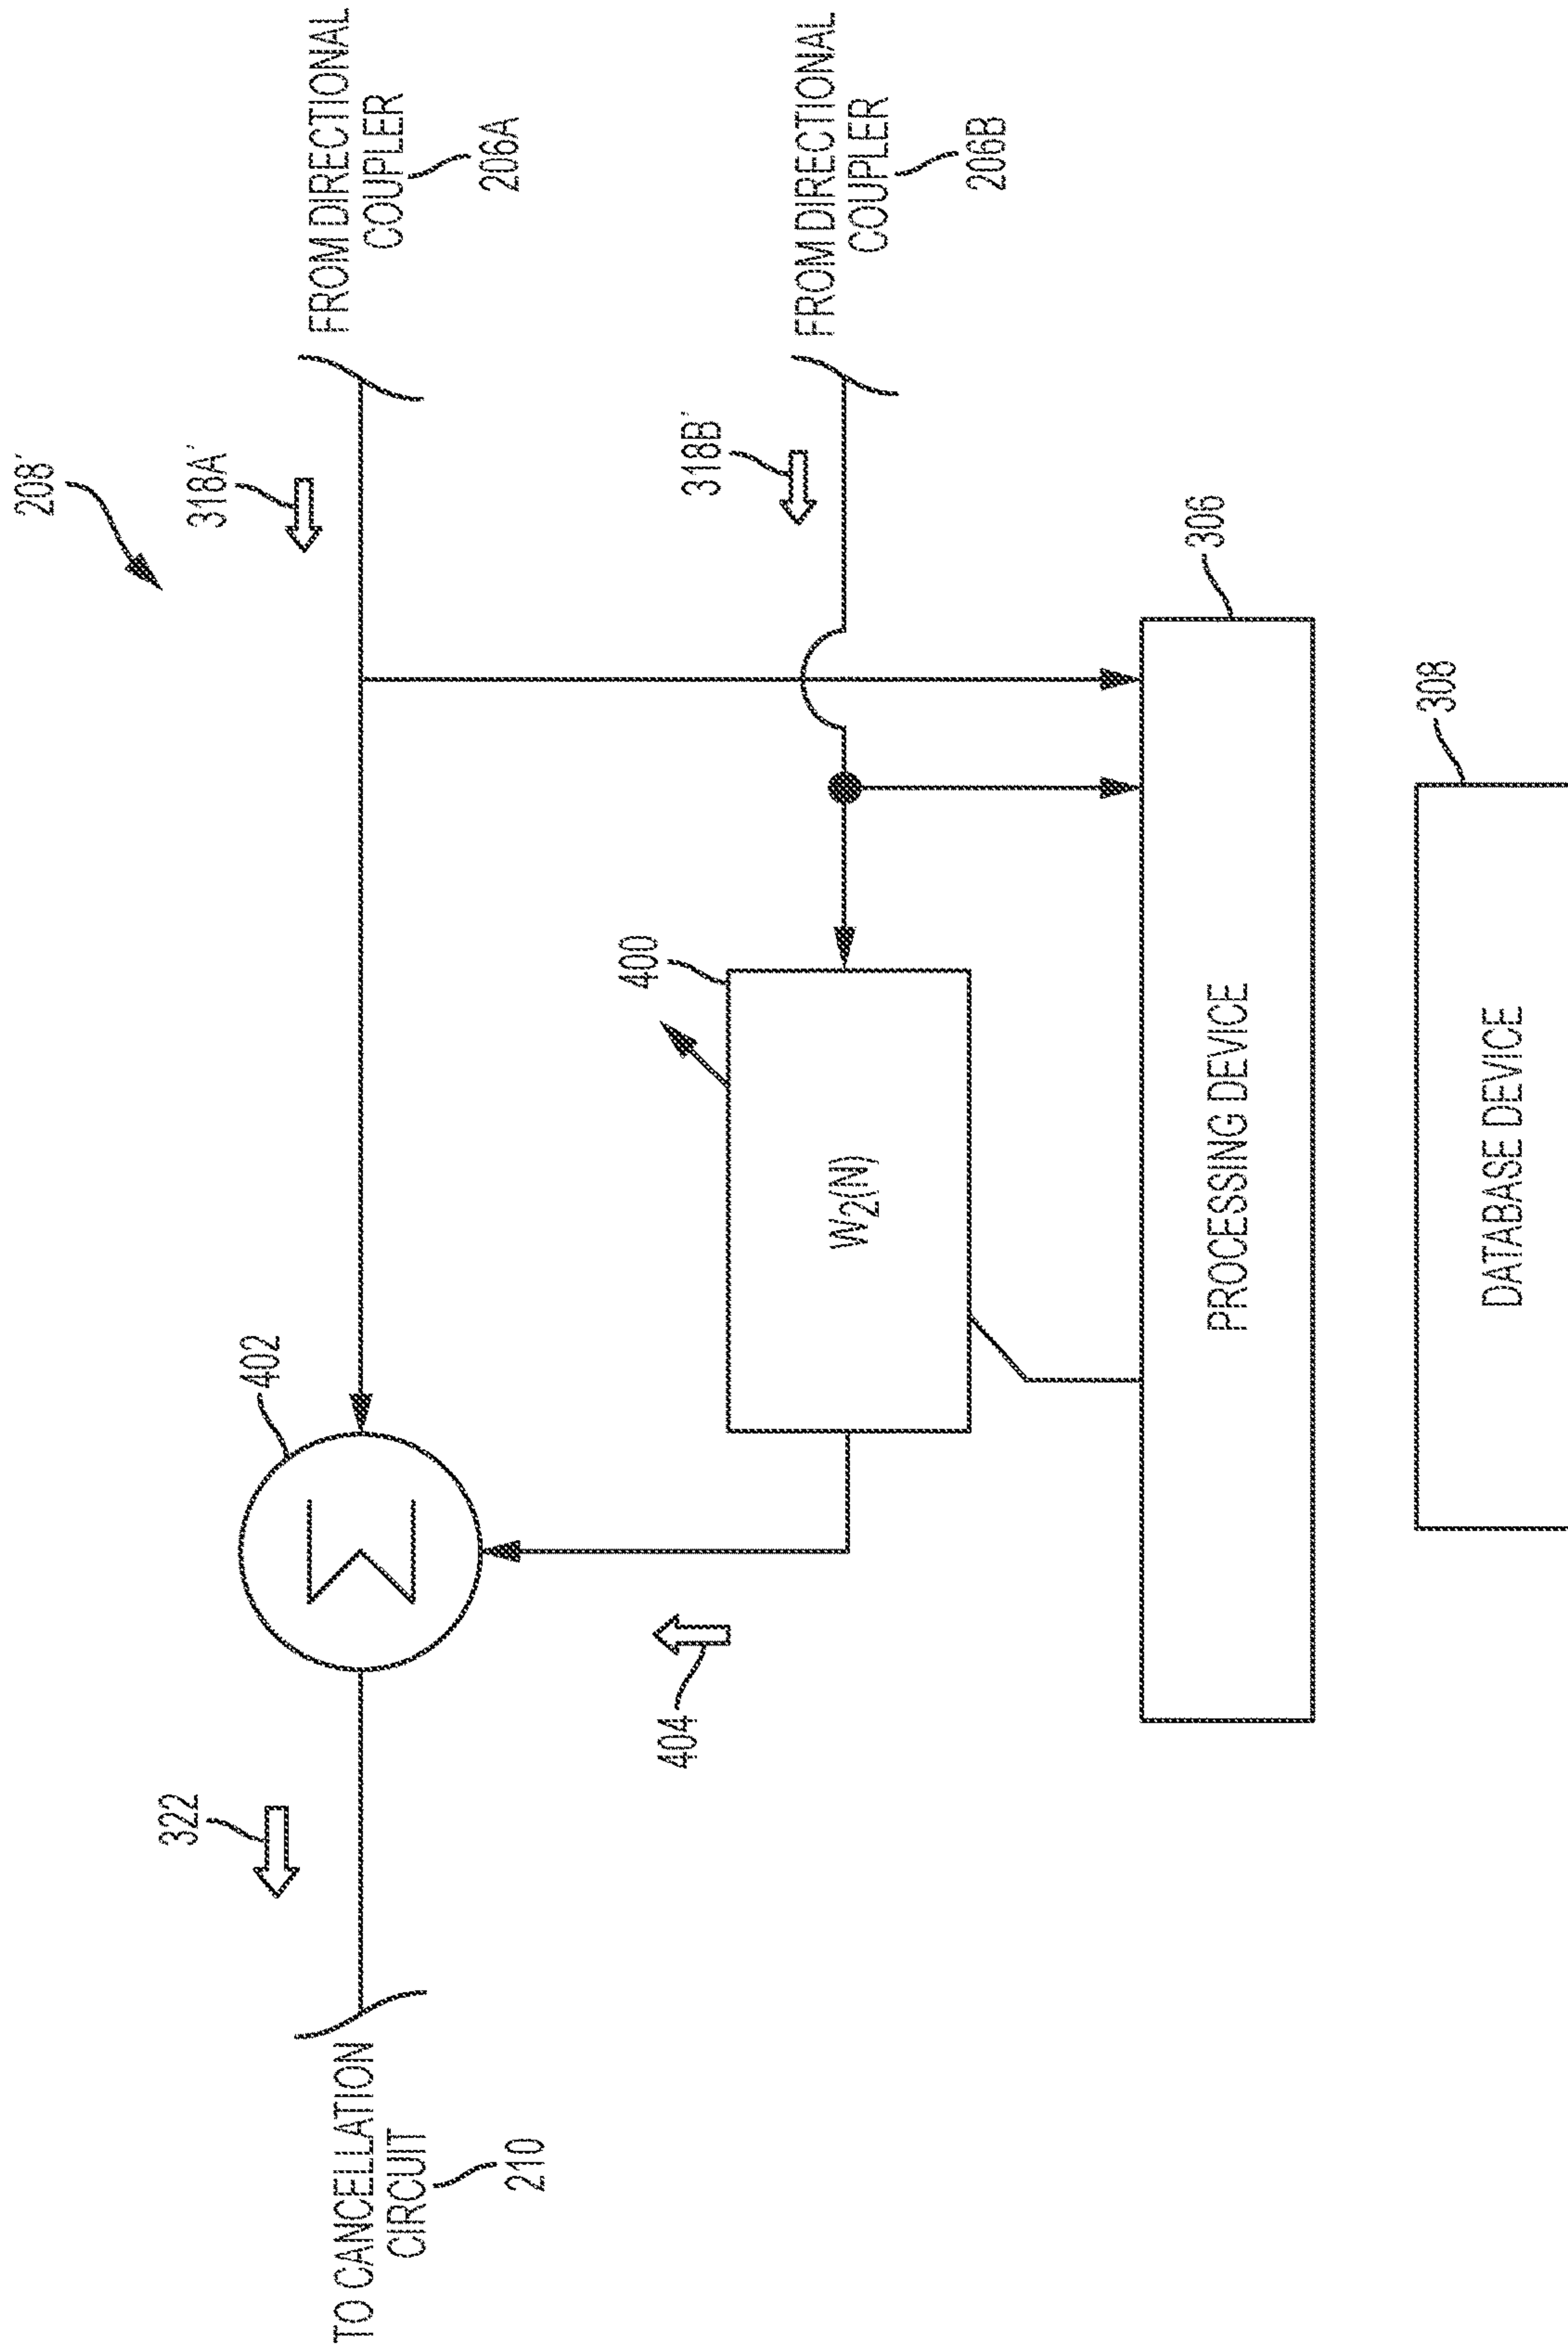 208´
318A´
FROM DIRECTIONAL
COUPLER
206A
318B´
FROM DIRECTIONAL
COUPLER
206B
TO CANCELLATION
CIRCUIT
210
322
402
Σ
404
400
W2(N)
306
PROCESSING DEVICE
308
DATABASE DEVICE